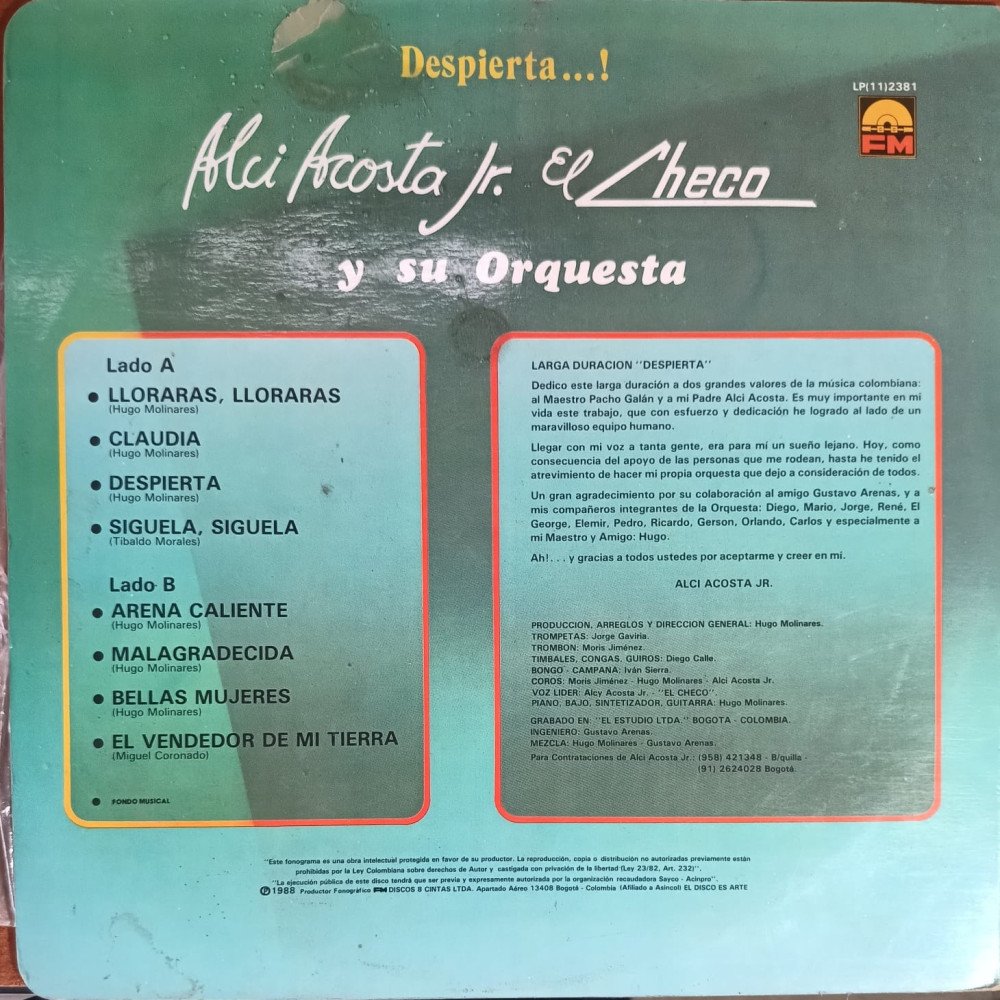 Despierta...!
LP(11)2381
FM
Alci Acosta Jr. El Checo
y su Orquesta
Lado A
● LLORARAS, LLORARAS
(Hugo Molinares)
● CLAUDIA
(Hugo Molinares)
● DESPIERTA
(Hugo Molinares)
● SIGUELA, SIGUELA
(Tibaldo Morales)
Lado B
● ARENA CALIENTE
(Hugo Molinares)
● MALAGRADECIDA
(Hugo Molinares)
● BELLAS MUJERES
(Hugo Molinares)
● EL VENDEDOR DE MI TIERRA
(Miguel Coronado)
● FONDO MUSICAL
LARGA DURACION "DESPIERTA"
Dedico este larga duración a dos grandes valores de la música colombiana:
al Maestro Pacho Galán y a mi Padre Alci Acosta. Es muy importante en mi
vida este trabajo, que con esfuerzo y dedicación he logrado al lado de un
maravilloso equipo humano.
Llegar con mi voz a tanta gente, era para mí un sueño lejano. Hoy, como
consecuencia del apoyo de las personas que me rodean, hasta he tenido el
atrevimiento de hacer mi propia orquesta que dejo a consideración de todos.
Un gran agradecimiento por su colaboración al amigo Gustavo Arenas, y a
mis compañeros integrantes de la Orquesta: Diego, Mario, Jorge, René, El
George, Elemir, Pedro, Ricardo, Gerson, Orlando, Carlos y especialmente a
mi Maestro y Amigo: Hugo.
Ah!... y gracias a todos ustedes por aceptarme y creer en mí.
ALCI ACOSTA JR.
PRODUCCION, ARREGLOS Y DIRECCION GENERAL: Hugo Molinares.
TROMPETAS: Jorge Gaviria.
TROMBON: Moris Jiménez.
TIMBALES, CONGAS, GUIROS: Diego Calle.
BONGO - CAMPANA: Iván Sierra.
COROS: Moris Jiménez - Hugo Molinares - Alci Acosta Jr.
VOZ LIDER: Alcy Acosta Jr. - "EL CHECO".
PIANO, BAJO, SINTETIZADOR, GUITARRA: Hugo Molinares.
GRABADO EN: "EL ESTUDIO LTDA." BOGOTA - COLOMBIA.
INGENIERO: Gustavo Arenas.
MEZCLA: Hugo Molinares - Gustavo Arenas.
Para Contrataciones de Alci Acosta Jr.: (958) 421348 - B/quilla -
(91) 2624028 Bogotá.
"Este fonograma es una obra intelectual protegida en favor de su productor. La reproducción, copia o distribución no autorizadas previamente están
prohibidas por la Ley Colombiana sobre derechos de Autor y castigada con privación de la libertad (Ley 23/82, Art. 232)".
"La ejecución pública de este disco tendrá que ser previa y expresamente autorizada por la organización recaudadora Sayco - Acinpro".
Ⓟ 1988 Productor Fonográfico FM DISCOS & CINTAS LTDA. Apartado Aéreo 13408 Bogotá - Colombia (Afiliado a Asincol) EL DISCO ES ARTE